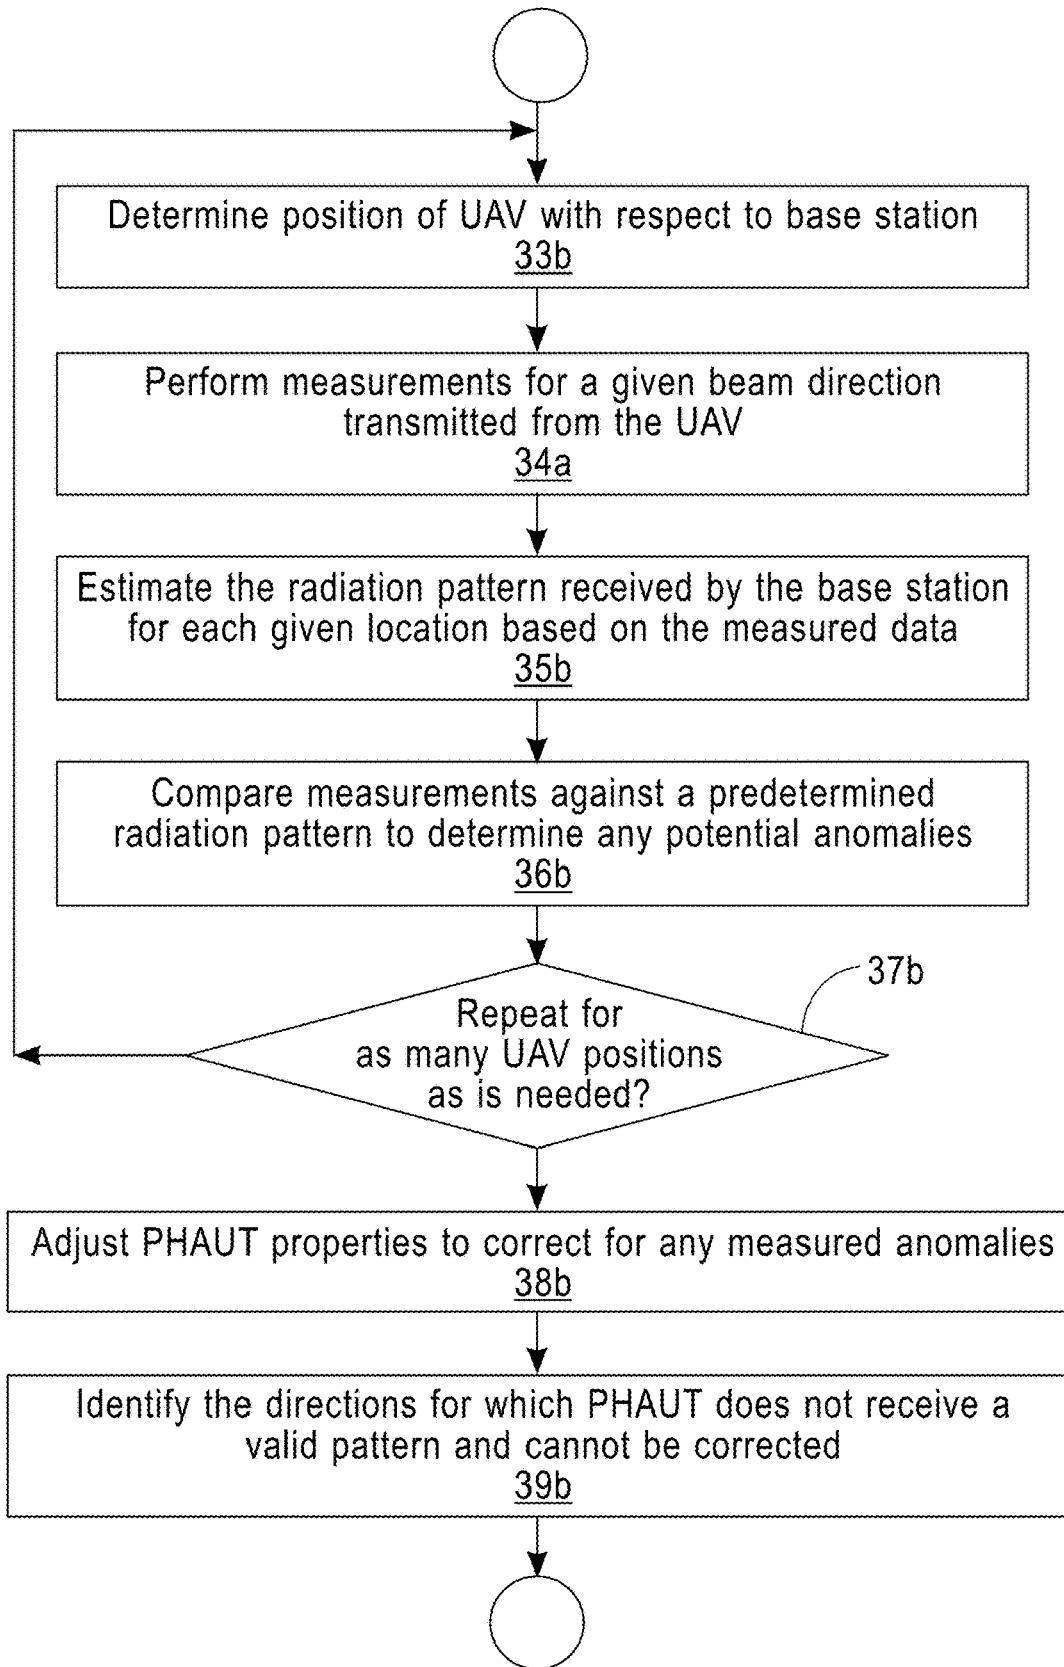 Determine position of UAV with respect to base station
33b
Perform measurements for a given beam direction
transmitted from the UAV
34a
Estimate the radiation pattern received by the base station
for each given location based on the measured data
35b
Compare measurements against a predetermined
radiation pattern to determine any potential anomalies
36b
37b
Repeat for
as many UAV positions
as is needed?
Adjust PHAUT properties to correct for any measured anomalies
38b
Identify the directions for which PHAUT does not receive a
valid pattern and cannot be corrected
39b